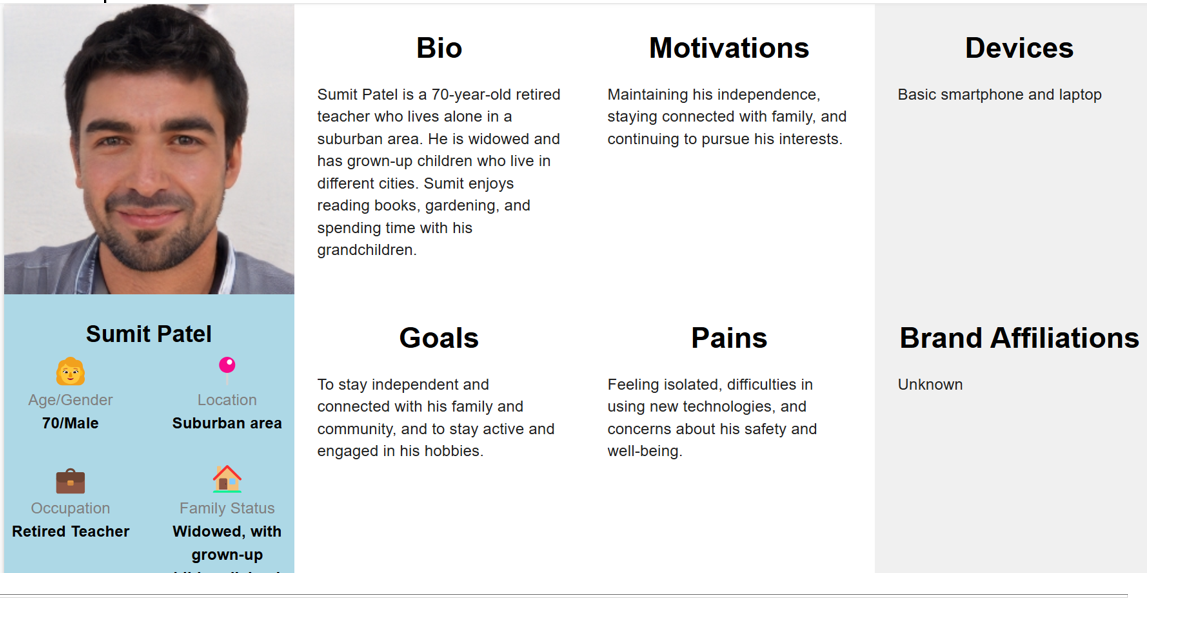 Bio
Sumit Patel is a 70-year-old retired
teacher who lives alone in a
suburban area. He is widowed and
has grown-up children who live in
different cities. Sumit enjoys
reading books, gardening, and
spending time with his
grandchildren.
Motivations
Maintaining his independence,
staying connected with family, and
continuing to pursue his interests.
Devices
Basic smartphone and laptop
Sumit Patel
Age/Gender
70/Male
Location
Suburban area
Occupation
Retired Teacher
Family Status
Widowed, with
grown-up
Goals
To stay independent and
connected with his family and
community, and to stay active and
engaged in his hobbies.
Pains
Feeling isolated, difficulties in
using new technologies, and
concerns about his safety and
well-being.
Brand Affiliations
Unknown